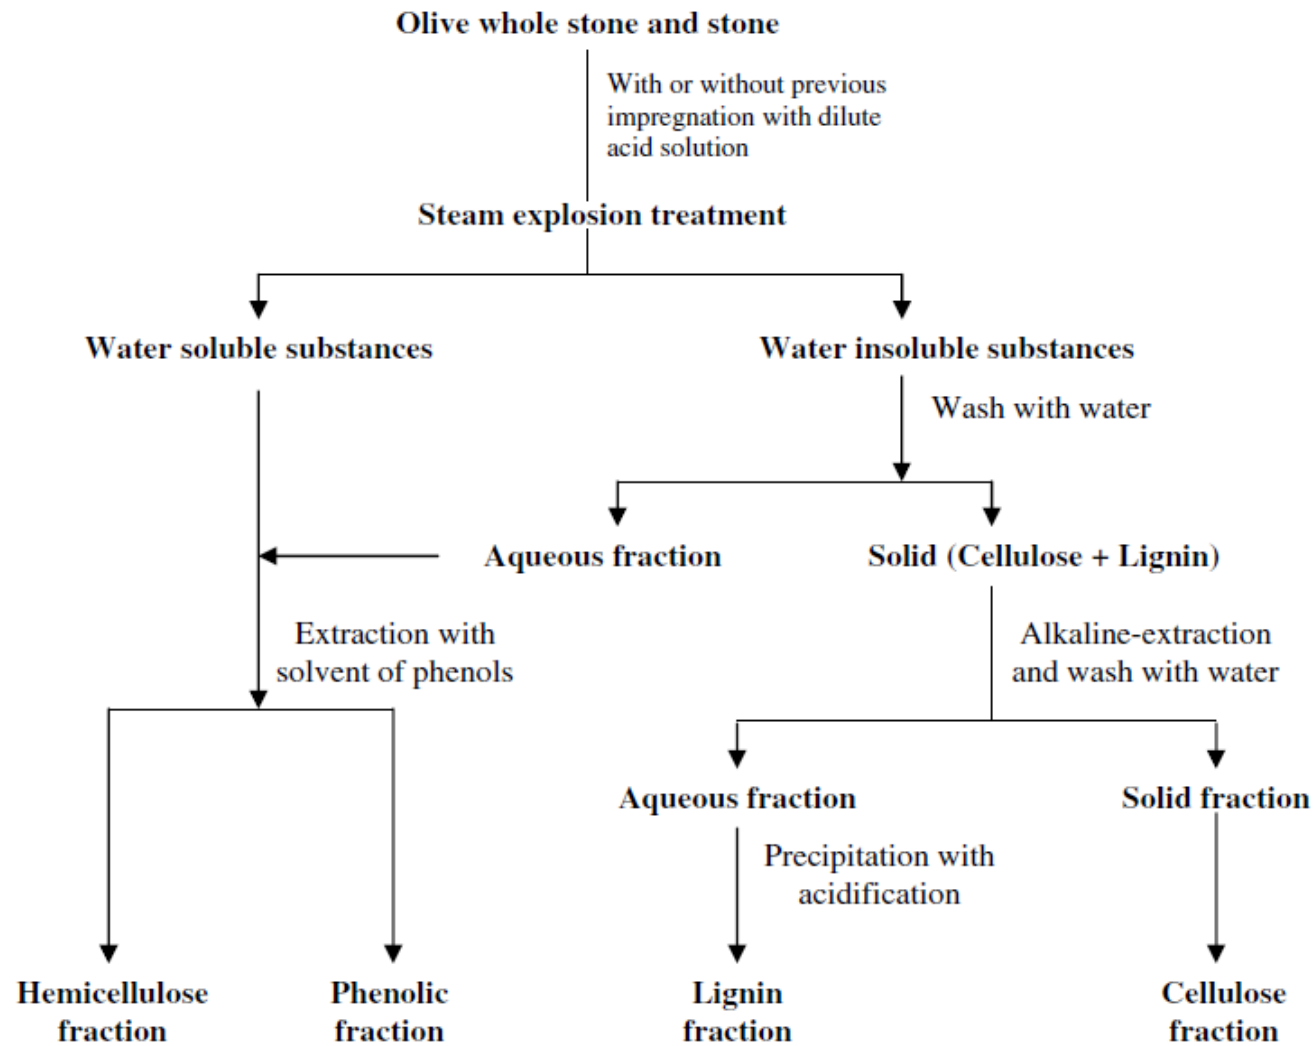 Olive whole stone and stone
With or without previous
impregnation with dilute
acid solution
Steam explosion treatment
Water soluble substances
Water insoluble substances
Wash with water
Aqueous fraction
Solid (Cellulose + Lignin)
Extraction with
solvent of phenols
Alkaline-extraction
and wash with water
Aqueous fraction
Solid fraction
Precipitation with
acidification
Hemicellulose
fraction
Phenolic
fraction
Lignin
fraction
Cellulose
fraction